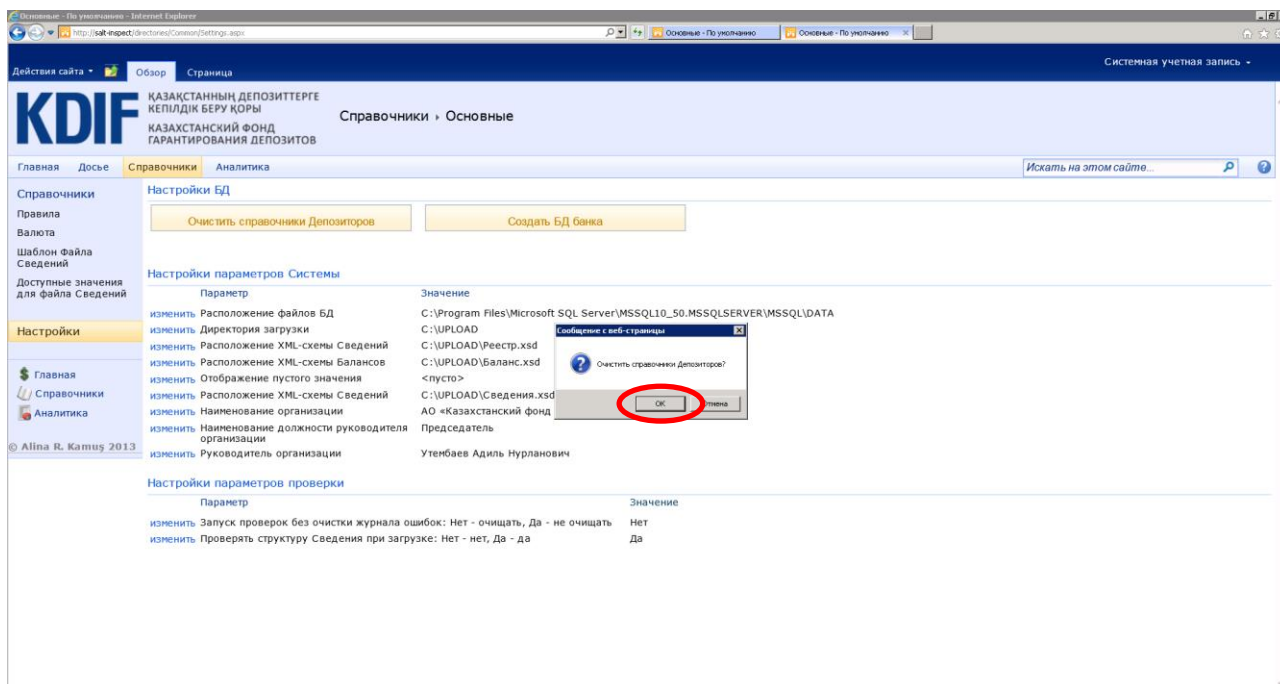 Основные - По умолчанию - Internet Explorer
http://salt-inspect/directories/Common/Settings.aspx
Основные - По умолчанию
Основные - По умолчанию
Действия сайта
Обзор
Страница
Системная учетная запись
KDIF
ҚАЗАҚСТАННЫҢ ДЕПОЗИТТЕРГЕ
КЕПІЛДІК БЕРУ ҚОРЫ
КАЗАХСТАНСКИЙ ФОНД
ГАРАНТИРОВАНИЯ ДЕПОЗИТОВ
Справочники › Основные
Главная Досье Справочники Аналитика
Искать на этом сайте...
Справочники
Правила
Валюта
Шаблон Файла
Сведений
Доступные значения
для файла Сведений
Настройки
Главная
Справочники
Аналитика
© Alina R. Kamuş 2013
Настройки БД
Очистить справочники Депозиторов
Создать БД банка
Настройки параметров Системы
Параметр Значение
изменить Расположение файлов БД C:\Program Files\Microsoft SQL Server\MSSQL10_50.MSSQLSERVER\MSSQL\DATA
изменить Директория загрузки C:\UPLOAD
изменить Расположение XML-схемы Сведений C:\UPLOAD\Реестр.xsd
изменить Расположение XML-схемы Балансов C:\UPLOAD\Баланс.xsd
изменить Отображение пустого значения <пусто>
изменить Расположение XML-схемы Сведений C:\UPLOAD\Сведения.xsd
изменить Наименование организации АО «Казахстанский фонд
изменить Наименование должности руководителя Председатель
организации
изменить Руководитель организации Утембаев Адиль Нурланович
Сообщение с веб-страницы
Очистить справочники Депозиторов?
OK
Отмена
Настройки параметров проверки
Параметр Значение
изменить Запуск проверок без очистки журнала ошибок: Нет - очищать, Да - не очищать Нет
изменить Проверять структуру Сведения при загрузке: Нет - нет, Да - да Да